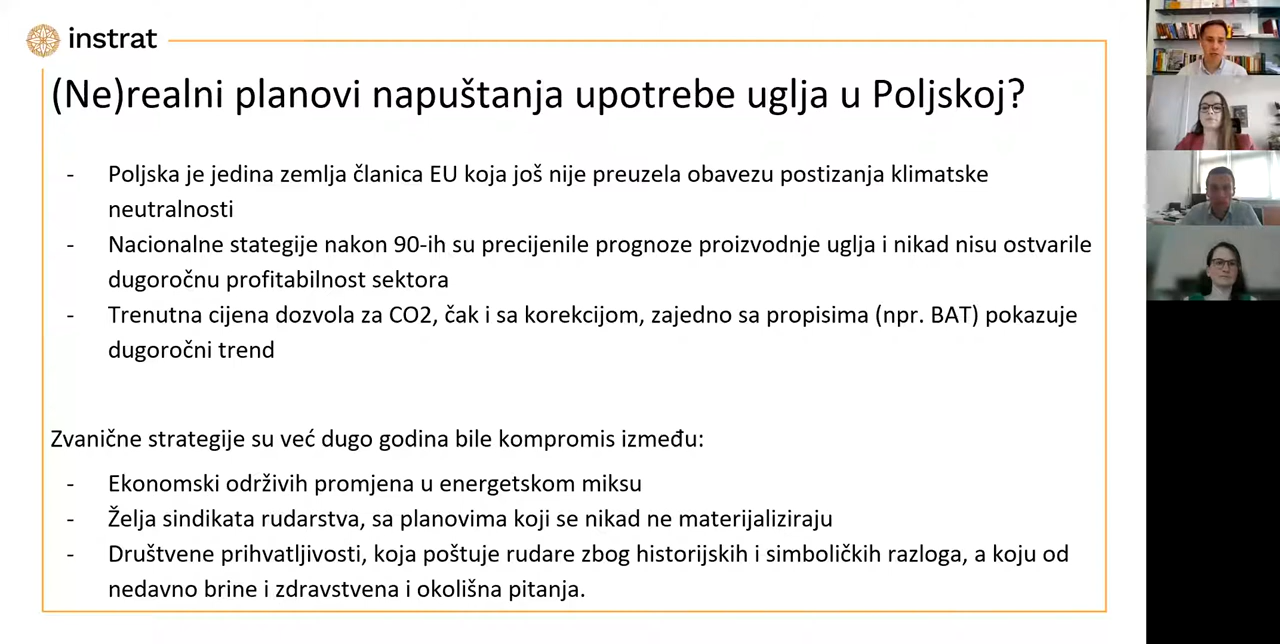 instrat
(Ne)realni planovi napuštanja upotrebe uglja u Poljskoj?
- Poljska je jedina zemlja članica EU koja još nije preuzela obavezu postizanja klimatske
neutralnosti
- Nacionalne stategije nakon 90-ih su precijenile prognoze proizvodnje uglja i nikad nisu ostvarile
dugoročnu profitabilnost sektora
- Trenutna cijena dozvola za CO2, čak i sa korekcijom, zajedno sa propisima (npr. BAT) pokazuje
dugoročni trend
Zvanične strategije su već dugo godina bile kompromis između:
- Ekonomski održivih promjena u energetskom miksu
- Želja sindikata rudarstva, sa planovima koji se nikad ne materijaliziraju
- Društvene prihvatljivosti, koja poštuje rudare zbog historijskih i simboličkih razloga, a koju od
nedavno brine i zdravstvena i okolišna pitanja.